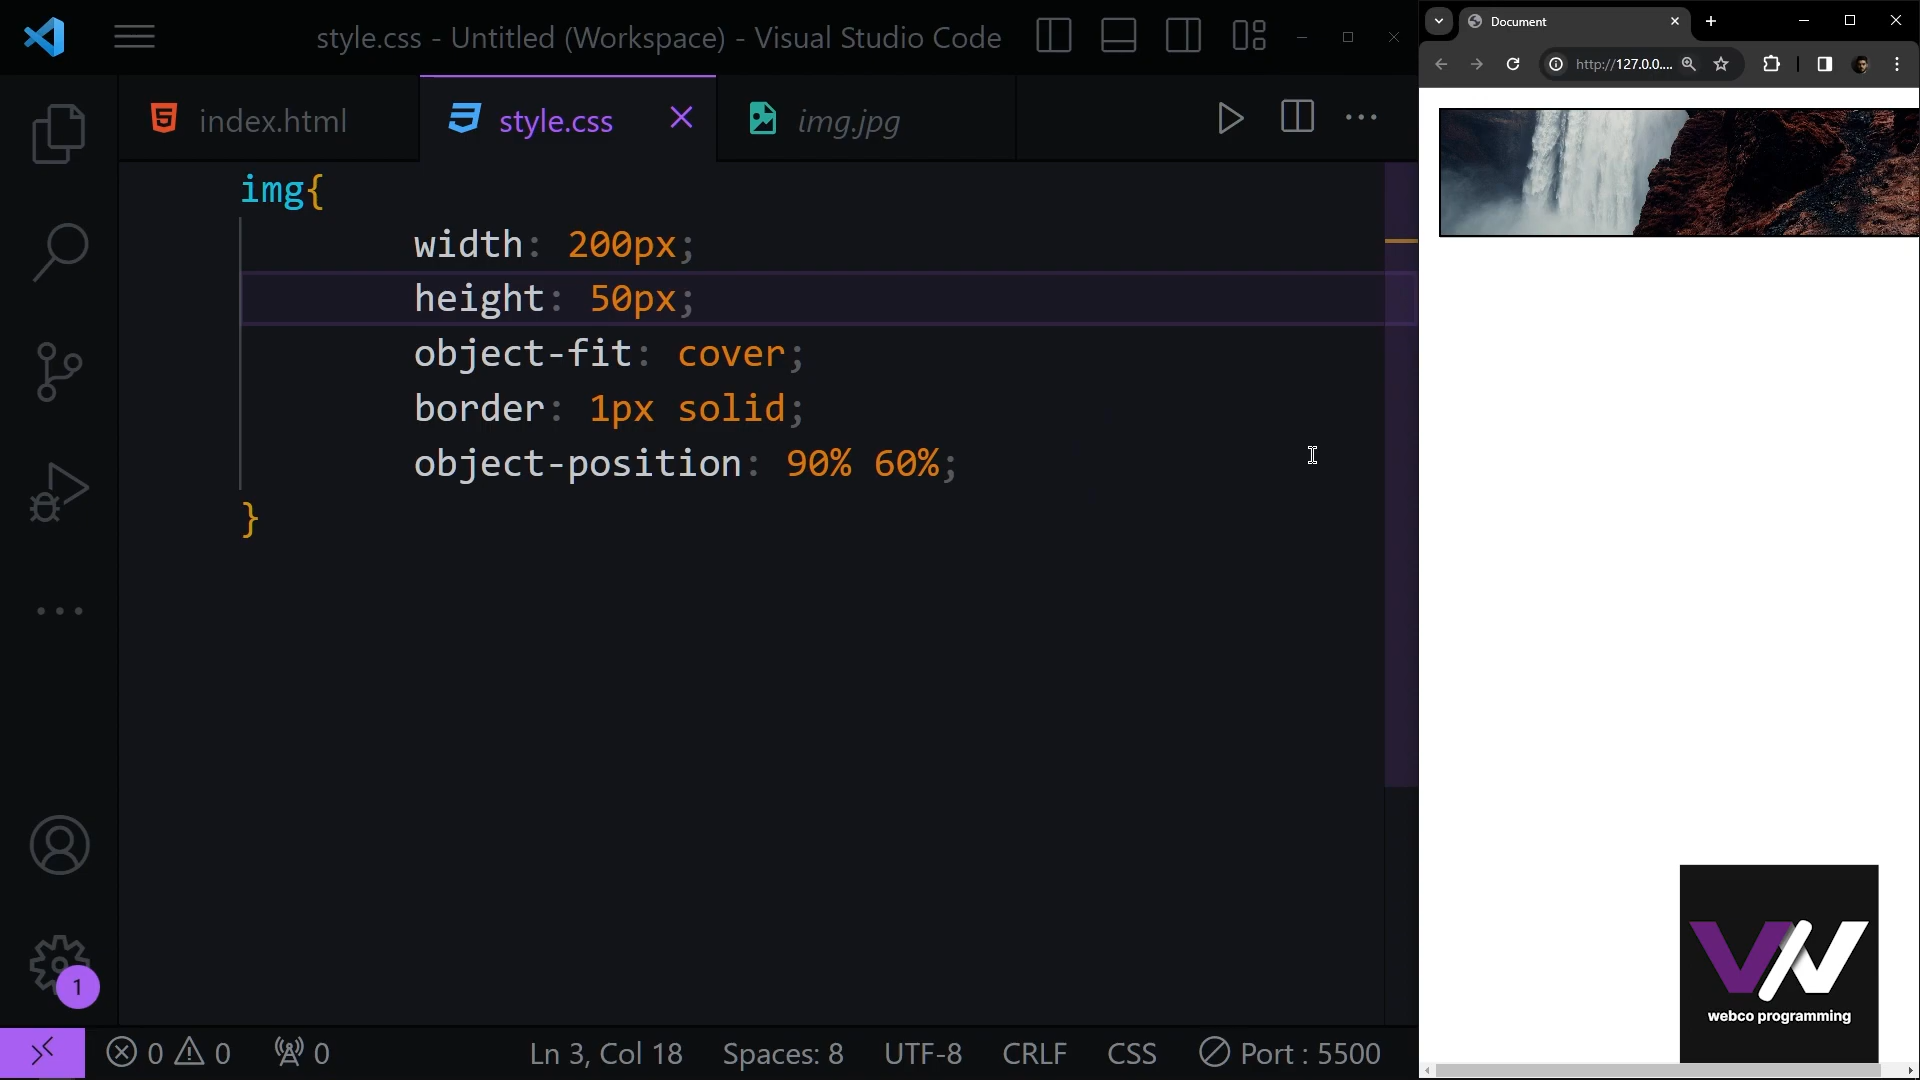 style.css - Untitled (Workspace) - Visual Studio Code
index.html
style.css
img.jpg
img{
width: 200px;
height: 50px;
object-fit: cover;
border: 1px solid;
object-position: 90% 60%;
}
1
0 0 0
Ln 3, Col 18
Spaces: 8
UTF-8
CRLF
CSS
Port : 5500
Document
http://127.0.0....
webco programming